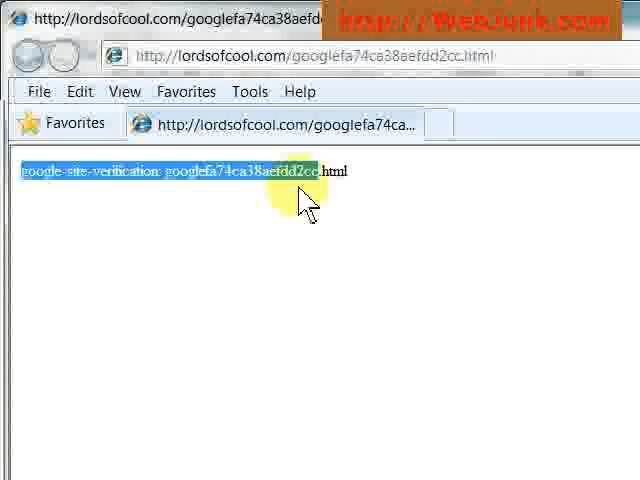 http://lordsofcool.com/googlefa74ca38aefd
http://WebJunk.com
http://lordsofcool.com/googlefa74ca38aefdd2cc.html
File Edit View Favorites Tools Help
Favorites http://lordsofcool.com/googlefa74ca...
google-site-verification: googlefa74ca38aefdd2cc.html